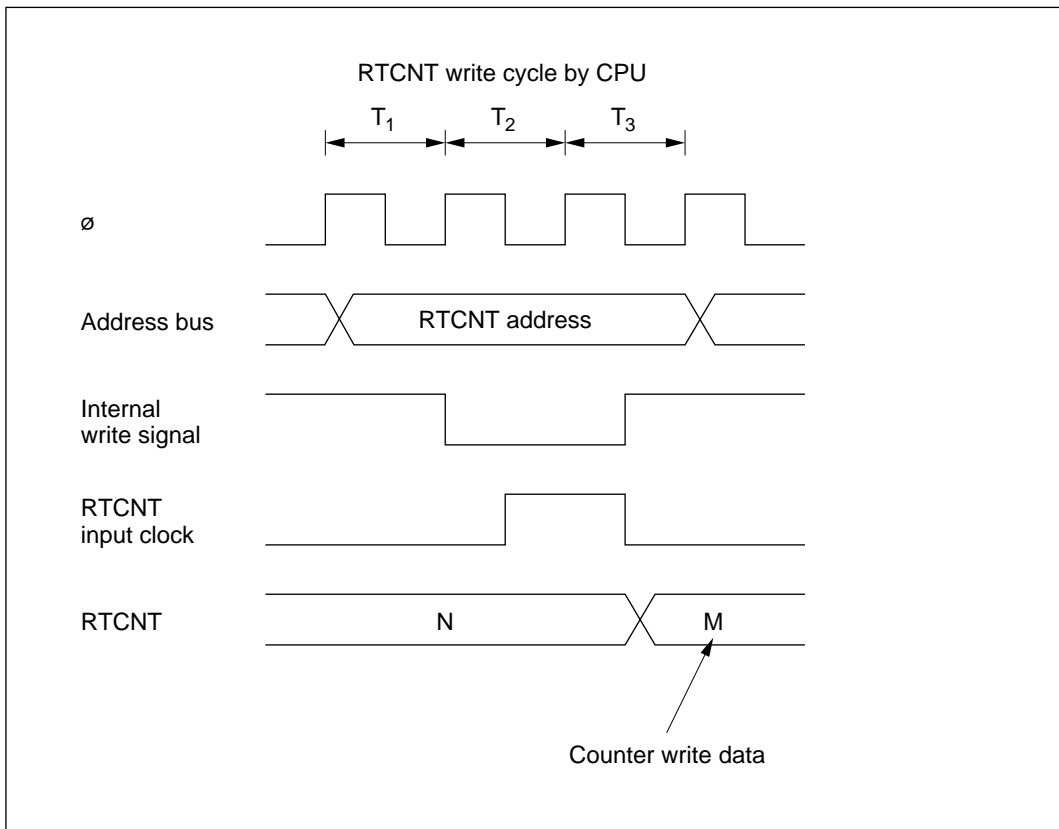 RTCNT write cycle by CPU
T1 T2 T3
ø
Address bus
RTCNT address
Internal
write signal
RTCNT
input clock
RTCNT
N
M
Counter write data